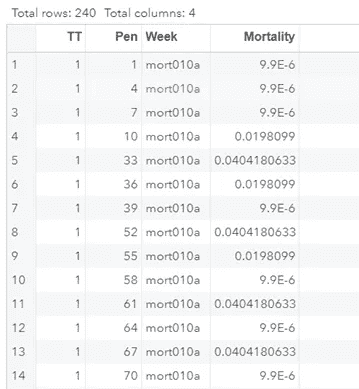 Total rows: 240 Total columns: 4
TT Pen Week Mortality
1 1 1 mort010a 9.9E-6
2 1 4 mort010a 9.9E-6
3 1 7 mort010a 9.9E-6
4 1 10 mort010a 0.0198099
5 1 33 mort010a 0.0404180633
6 1 36 mort010a 0.0198099
7 1 39 mort010a 9.9E-6
8 1 52 mort010a 0.0404180633
9 1 55 mort010a 0.0198099
10 1 58 mort010a 9.9E-6
11 1 61 mort010a 0.0404180633
12 1 64 mort010a 9.9E-6
13 1 67 mort010a 0.0404180633
14 1 70 mort010a 9.9E-6